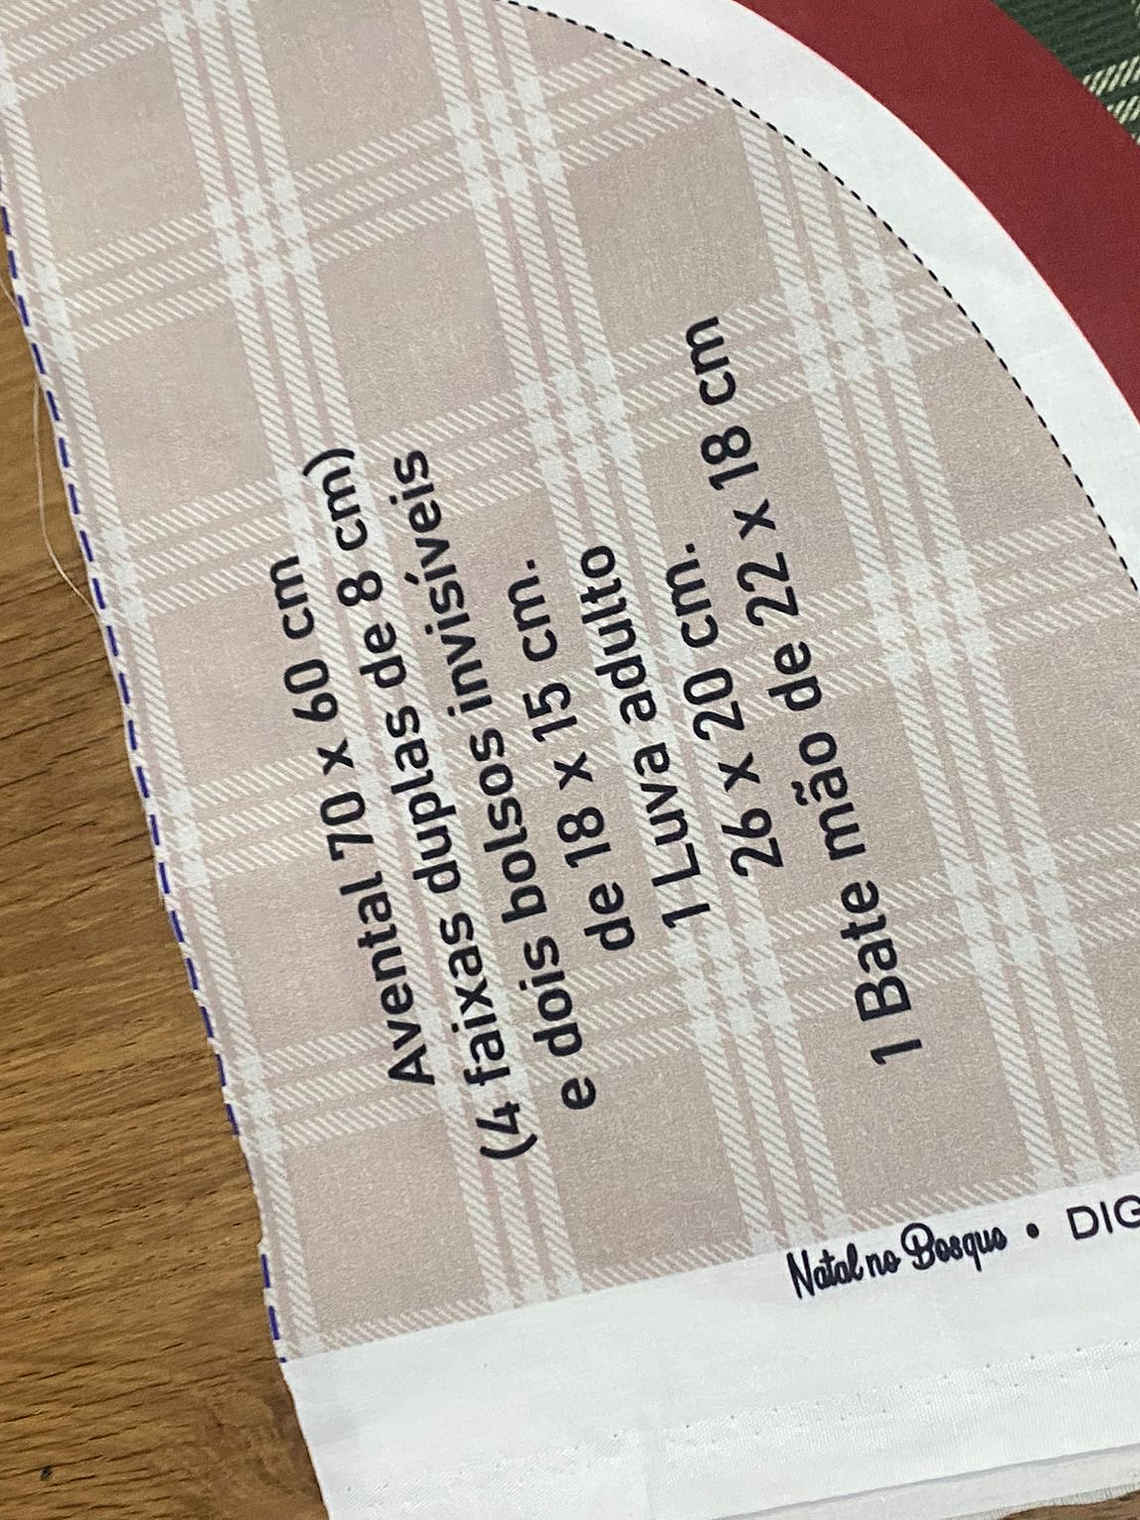 Avental 70 x 60 cm
(4 faixas duplas de 8 cm)
e dois bolsos invisíveis
de 18 x 15 cm.
1 Luva adulto
26 x 20 cm.
1 Bate mão de 22 x 18 cm
Natal no Bosque • DIG